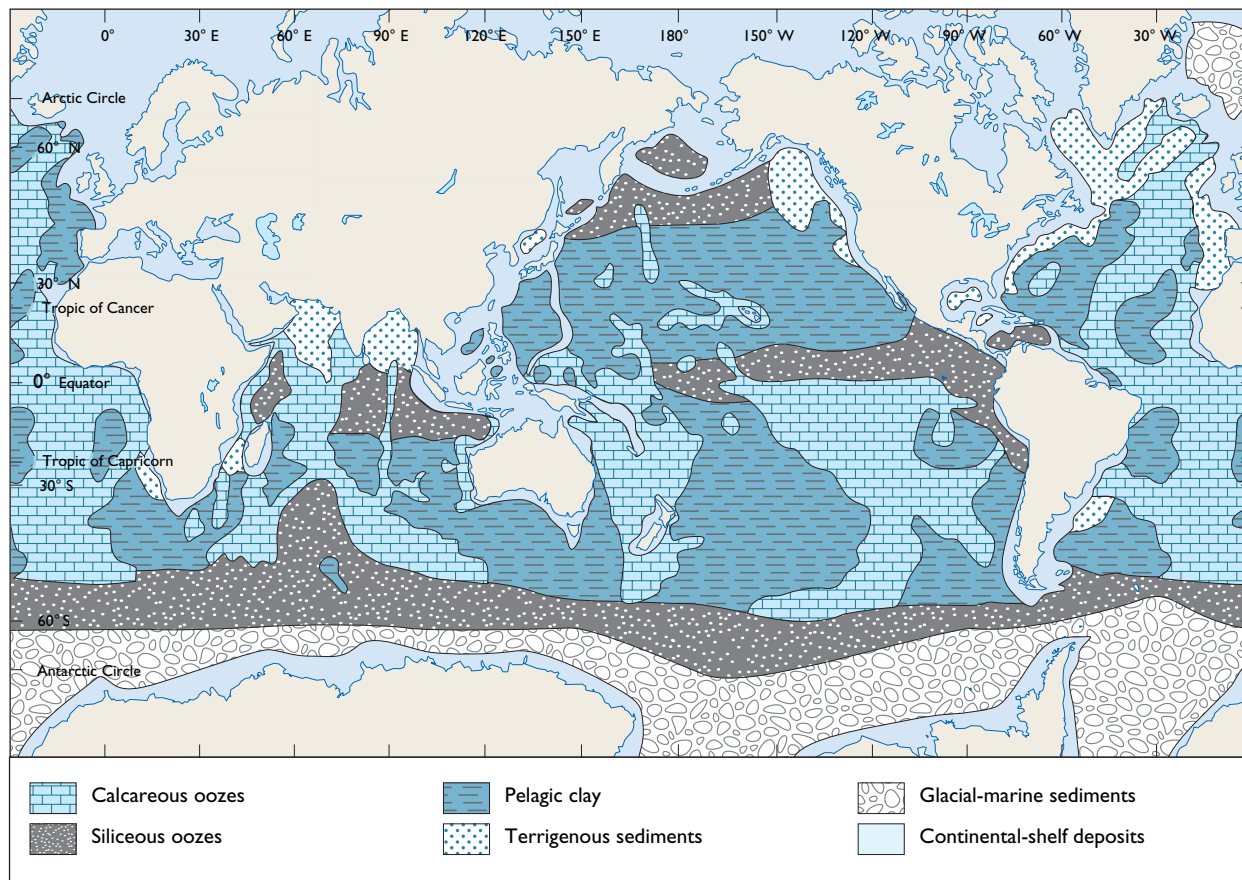 0° 30° E 60° E 90° E 120° E 150° E 180° 150° W 120° W 90° W 60° W 30° W
Arctic Circle
60° N
30° N
Tropic of Cancer
0° Equator
Tropic of Capricorn
30° S
60° S
Antarctic Circle
Calcareous oozes
Pelagic clay
Glacial-marine sediments
Siliceous oozes
Terrigenous sediments
Continental-shelf deposits